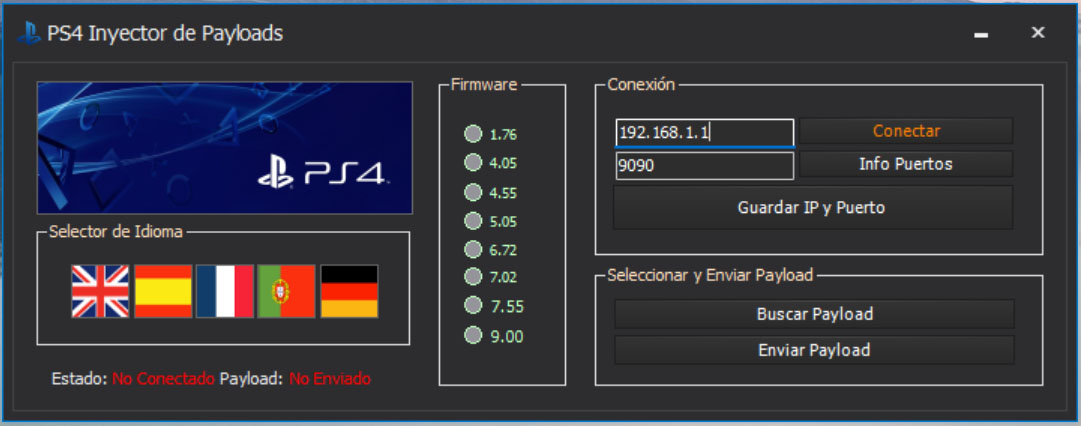 PS4 Inyector de Payloads
PS4
Selector de Idioma
Estado: No Conectado Payload: No Enviado
Firmware
1.76
4.05
4.55
5.05
6.72
7.02
7.55
9.00
Conexión
192.168.1.1
Conectar
9090
Info Puertos
Guardar IP y Puerto
Seleccionar y Enviar Payload
Buscar Payload
Enviar Payload